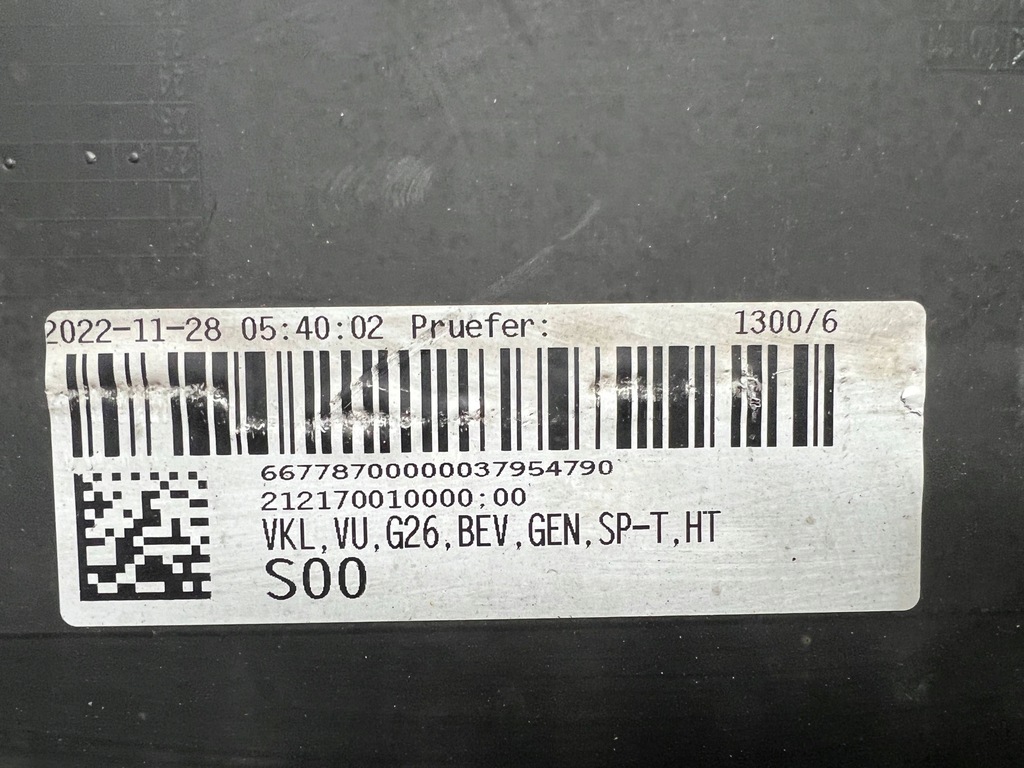 2022-11-28 05:40:02 Pruefer: 1300/6
66778700000037954790
212170010000;00
VKL,VU,G26,BEV,GEN,SP-T,HT
S00